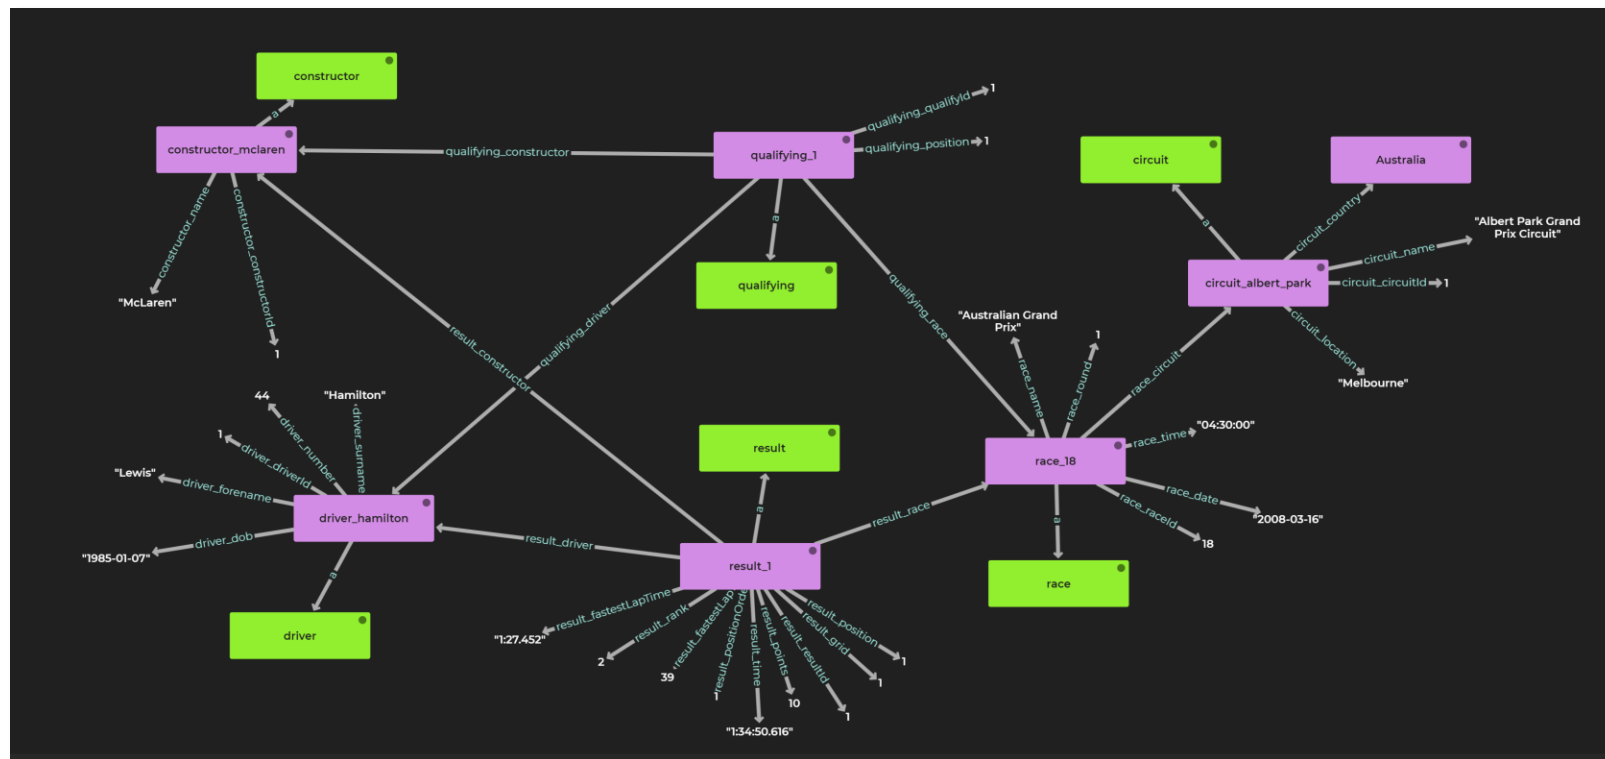 constructor
a
constructor_mclaren
qualifying_constructor
qualifying_1
qualifying_qualifyId
1
qualifying_position
1
constructor_name
"McLaren"
constructor_constructorId
1
a
qualifying
qualifying_driver
qualifying_race
result_constructor
circuit
Australia
a
circuit_country
"Albert Park Grand
Prix Circuit"
circuit_name
circuit_albert_park
circuit_circuitId
1
circuit_location
"Melbourne"
"Australian Grand
Prix"
race_name
1
race_round
race_circuit
race_18
race_time
"04:30:00"
race_date
"2008-03-16"
race_raceId
18
a
race
44
driver_number
"Hamilton"
driver_surname
1
driver_driverId
"Lewis"
driver_forename
driver_hamilton
driver_dob
"1985-01-07"
a
driver
result
a
result_driver
result_race
result_1
result_fastestLapTime
"1:27.452"
result_rank
2
result_fastestLap
39
result_positionOrde
1
result_time
"1:34:50.616"
result_points
10
result_resultId
1
result_grid
1
result_position
1